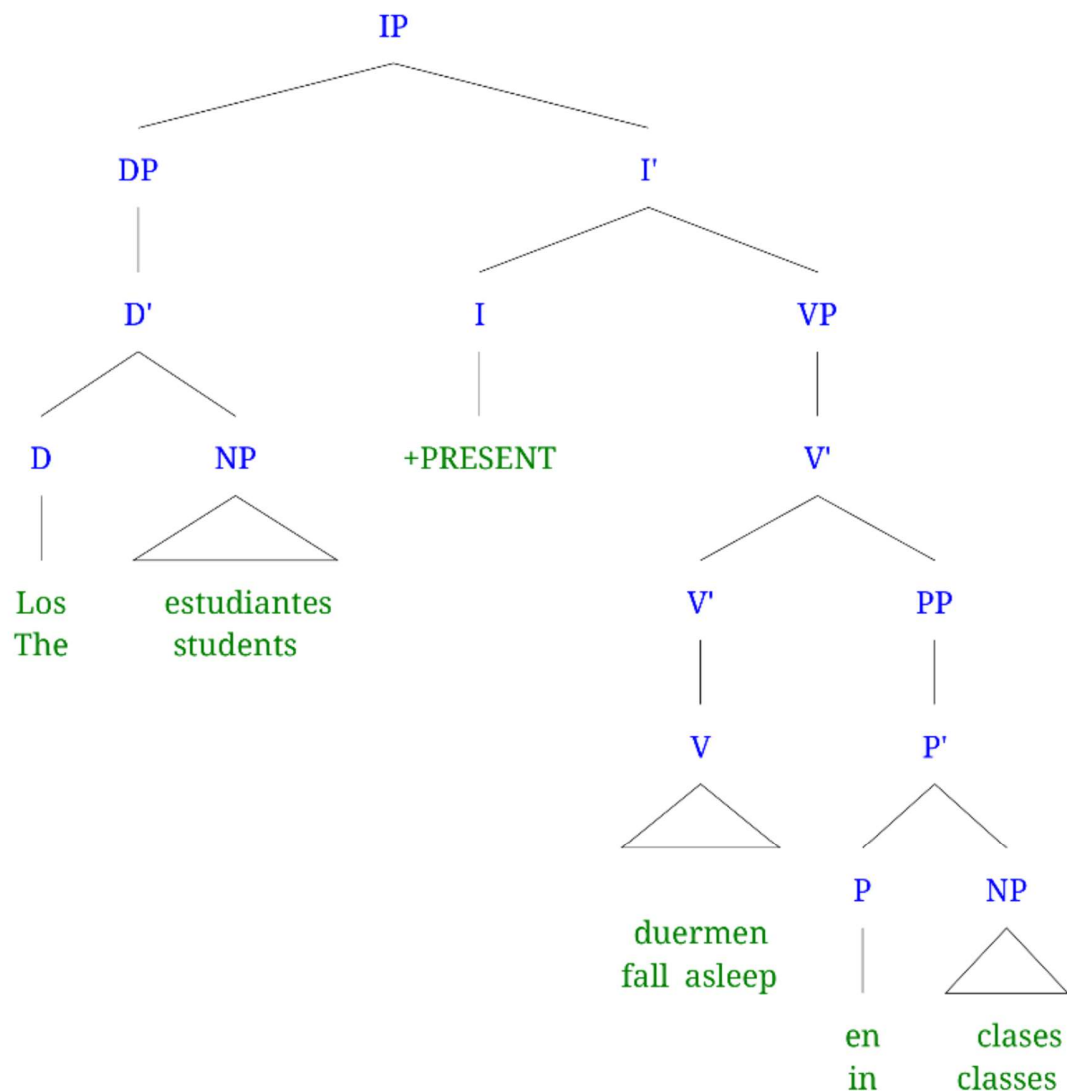 IP
DP I'
D' I VP
D NP +PRESENT V'
Los estudiantes V' PP
The students
V P'
P NP
duermen
fall asleep
en clases
in classes